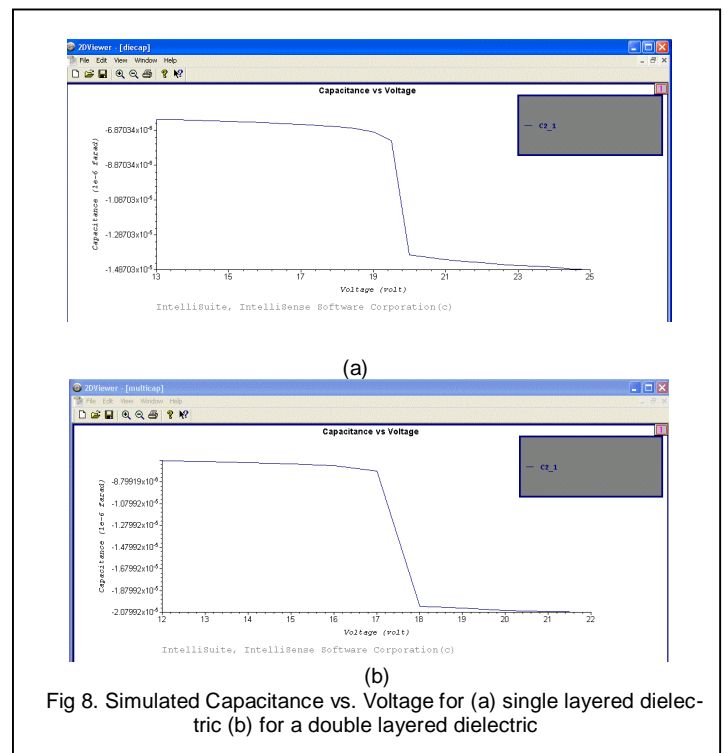 2DViewer - [diecap]
File Edit View Window Help
Capacitance vs Voltage
1
C2_1
Capacitance (1e-6 farad)
-6.87034x10-6
-8.87034x10-6
-1.08703x10-5
-1.28703x10-5
-1.48703x10-5
13 15 17 19 21 23 25
Voltage (volt)
IntelliSuite, IntelliSense Software Corporation(c)
(a)
2DViewer - [multicap]
File Edit View Window Help
Capacitance vs Voltage
1
C2_1
Capacitance (1e-6 farad)
-8.79919x10-6
-1.07992x10-5
-1.27992x10-5
-1.47992x10-5
-1.67992x10-5
-1.87992x10-5
-2.07992x10-5
12 13 14 15 16 17 18 19 20 21 22
Voltage (volt)
IntelliSuite, IntelliSense Software Corporation(c)
(b)
Fig 8. Simulated Capacitance vs. Voltage for (a) single layered dielec-
tric (b) for a double layered dielectric